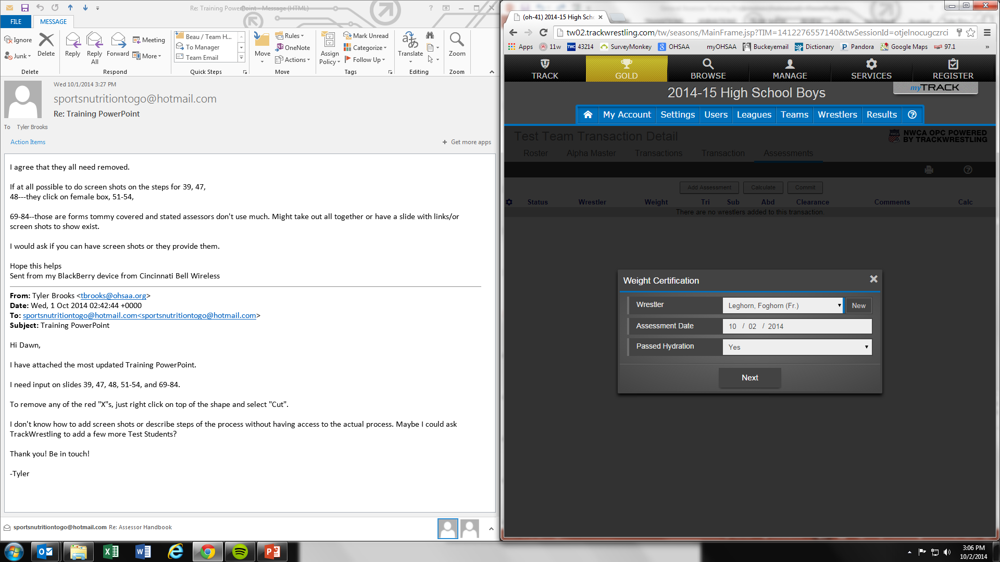 Re: Training PowerPoint - Message (HTML)
FILE
MESSAGE
Ignore
Junk
Delete
Reply
Reply All
Forward
Meeting
More
Beau / Team H...
To Manager
Team Email
Move
Rules
OneNote
Actions
Assign Policy
Mark Unread
Categorize
Follow Up
Translate
Zoom
Delete
Respond
Quick Steps
Move
Tags
Editing
Zoom
Wed 10/1/2014 3:27 PM
sportsnutritiontogo@hotmail.com
Re: Training PowerPoint
To Tyler Brooks
Action Items
+ Get more apps
I agree that they all need removed.
If at all possible to do screen shots on the steps for 39, 47,
48---they click on female box, 51-54,
69-84--those are forms tommy covered and stated assessors don't use much. Might take out all together or have a slide with links/or
screen shots to show exist.
I would ask if you can have screen shots or they provide them.
Hope this helps
Sent from my BlackBerry device from Cincinnati Bell Wireless
From: Tyler Brooks <tbrooks@ohsaa.org>
Date: Wed, 1 Oct 2014 02:42:44 +0000
To: sportsnutritiontogo@hotmail.com<sportsnutritiontogo@hotmail.com>
Subject: Training PowerPoint
Hi Dawn,
I have attached the most updated Training PowerPoint.
I need input on slides 39, 47, 48, 51-54, and 69-84.
To remove any of the red "X"s, just right click on top of the shape and select "Cut".
I don't know how to add screen shots or describe steps of the process without having access to the actual process. Maybe I could ask
TrackWrestling to add a few more Test Students?
Thank you! Be in touch!
-Tyler
sportsnutritiontogo@hotmail.com Re: Assessor Handbook
(oh-41) 2014-15 High Scho
tw02.trackwrestling.com/tw/seasons/MainFrame.jsp?TIM=1412276557140&twSessionId=otjelnocugczrci
Apps
11w
TWC 43214
SurveyMonkey
OHSAA
myOHSAA
Buckeyemail
Dictionary
Pandora
Google Maps
97.1
»
TRACK
GOLD
BROWSE
MANAGE
SERVICES
REGISTER
myTRACK
2014-15 High School Boys
My Account
Settings
Users
Leagues
Teams
Wrestlers
Results
Test Team Transaction Detail
NWCA OPC POWERED
BY TRACKWRESTLING
Roster
Alpha Master
Transactions
Transaction
Assessments
Add Assessment
Calculate
Commit
Status
Wrestler
Weight
Tri
Sub
Abd
Clearance
Comments
Calc
There are no wrestlers added to this transaction.
Weight Certification
Wrestler
Leghorn, Foghorn (Fr.)
New
Assessment Date
10 / 02 / 2014
Passed Hydration
Yes
Next
3:06 PM
10/2/2014